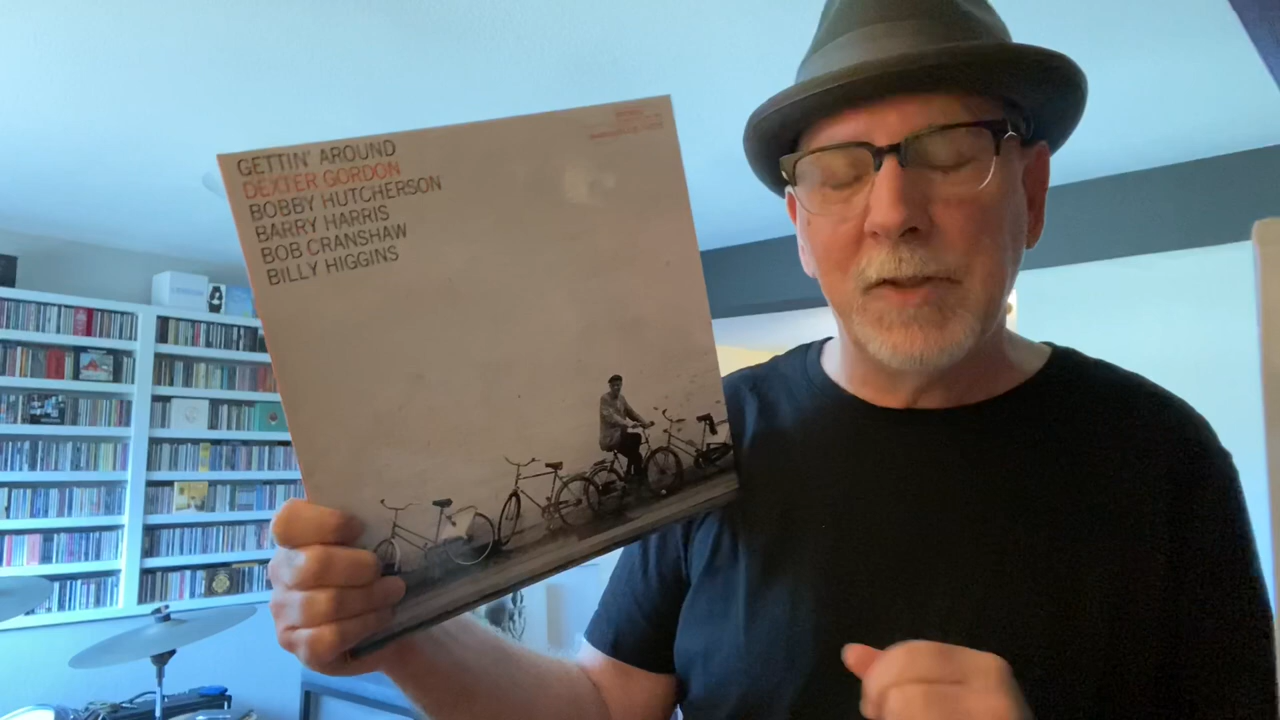 GETTIN' AROUND
DEXTER GORDON
BOBBY HUTCHERSON
BARRY HARRIS
BOB CRANSHAW
BILLY HIGGINS